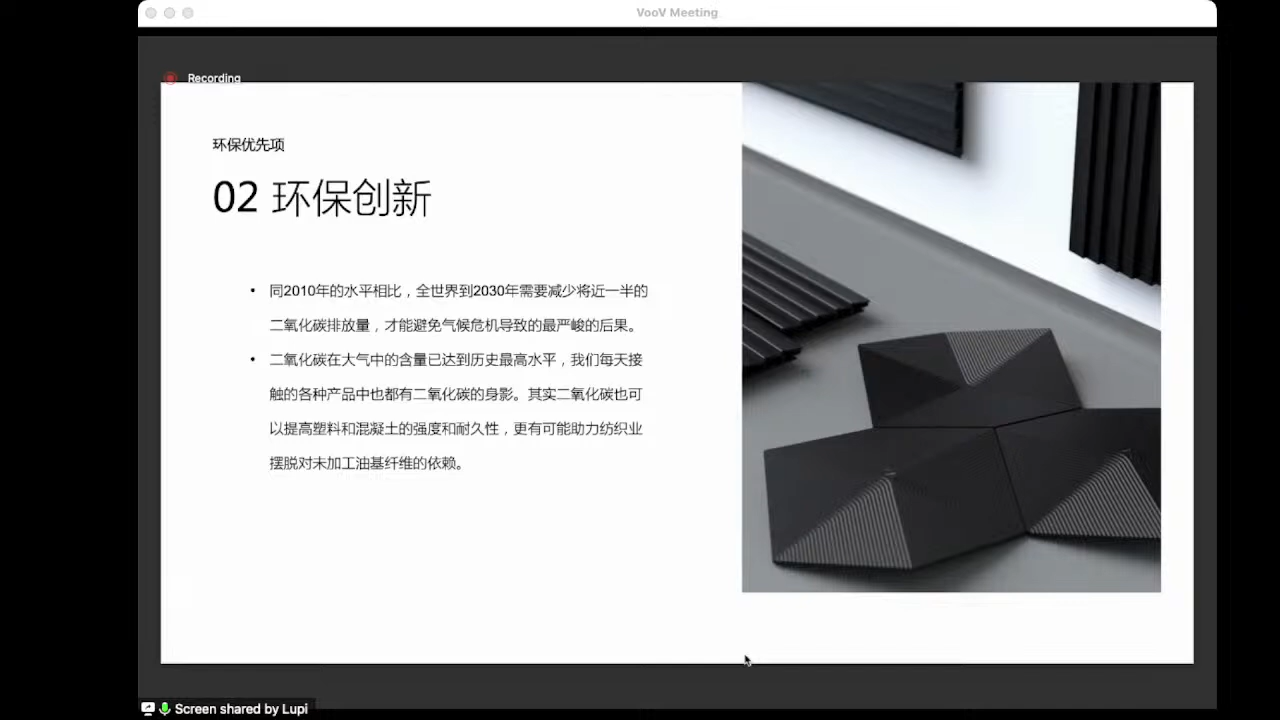 VooV Meeting
Recording
环保优先项
02 环保创新
• 同2010年的水平相比，全世界到2030年需要减少将近一半的
二氧化碳排放量，才能避免气候危机导致的最严峻的后果。
• 二氧化碳在大气中的含量已达到历史最高水平，我们每天接
触的各种产品中也都有二氧化碳的身影。其实二氧化碳也可
以提高塑料和混凝土的强度和耐久性，更有可能助力纺织业
摆脱对未加工油基纤维的依赖。
Screen shared by Lupi